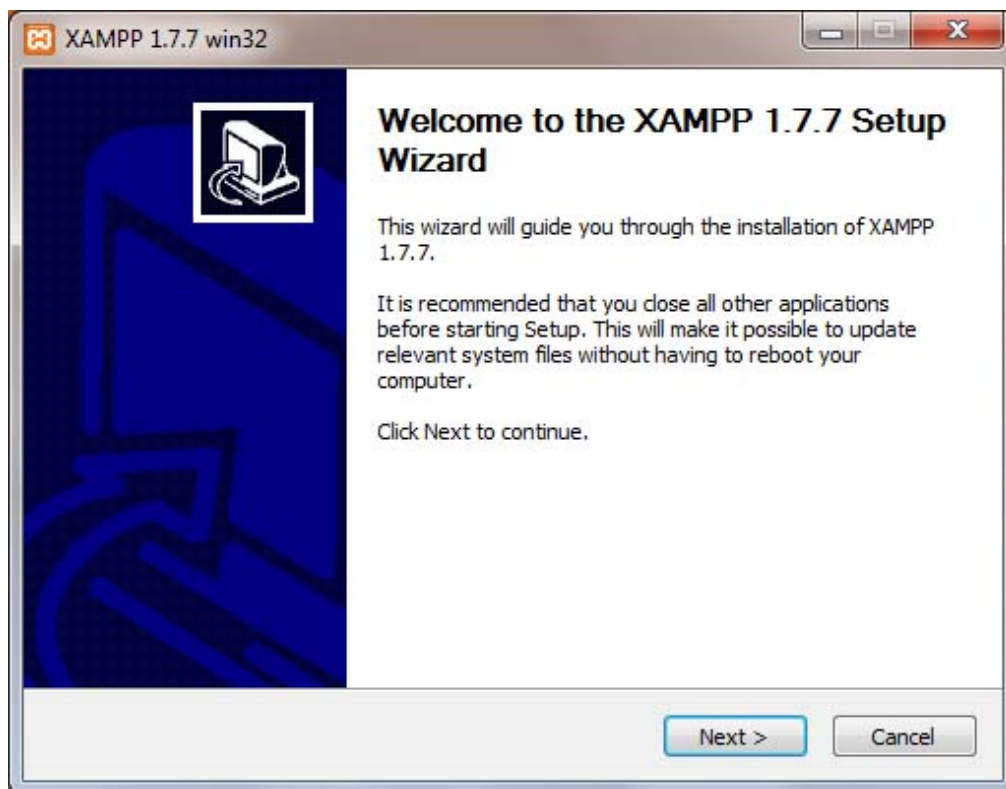 XAMPP 1.7.7 win32
Welcome to the XAMPP 1.7.7 Setup
Wizard
This wizard will guide you through the installation of XAMPP
1.7.7.
It is recommended that you close all other applications
before starting Setup. This will make it possible to update
relevant system files without having to reboot your
computer.
Click Next to continue.
Next >
Cancel